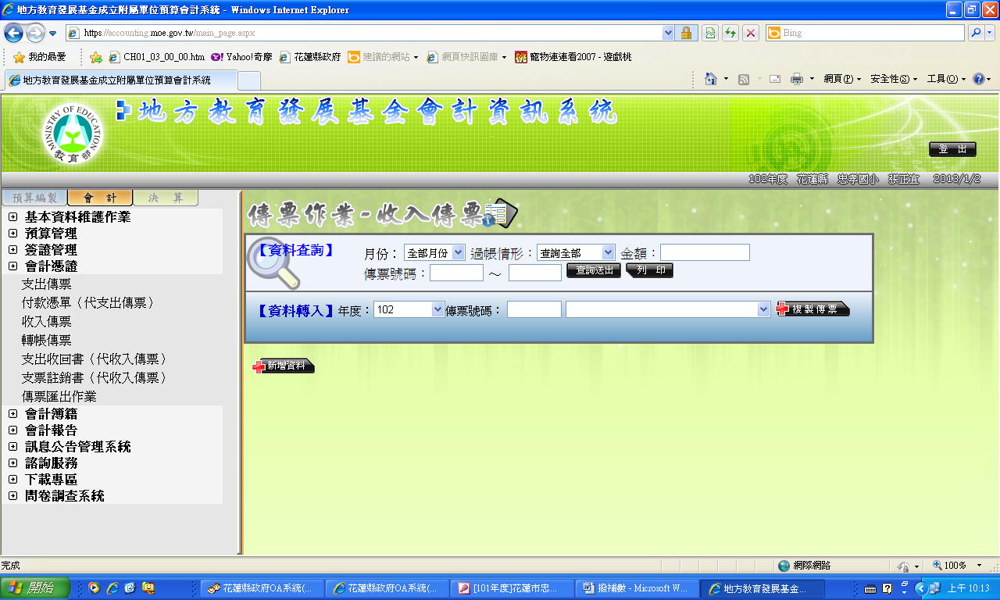 地方教育發展基金成立附屬單位預算會計系統 - Windows Internet Explorer
https://accounting.moe.gov.tw/main_page.aspx
Bing
我的最愛 CH01_03_00_00.htm Yahoo!奇摩 花蓮縣政府 建議的網站 網頁快訊圖庫 寵物連連看2007 - 遊戲桃
地方教育發展基金成立附屬單位預算會計系統
網頁(P) 安全性(S) 工具(O)
MINISTRY OF EDUCATION
教育部
地方教育發展基金會計資訊系統
登 出
102年度 花蓮縣 忠孝國小 張正宜 2013/1/2
預算編製 會 計 決 算
基本資料維護作業
預算管理
簽證管理
會計憑證
支出傳票
付款憑單（代支出傳票）
收入傳票
轉帳傳票
支出收回書（代收入傳票）
支票註銷書（代收入傳票）
傳票匯出作業
會計簿籍
會計報告
訊息公告管理系統
諮詢服務
下載專區
問卷調查系統
傳票作業-收入傳票
【資料查詢】 月份： 全部月份 過帳情形： 查詢全部 金額：
傳票號碼： ～ 查詢送出 列 印
【資料轉入】年度： 102 傳票號碼： 複製傳票
新增資料
完成 網際網路 100%
開始 花蓮縣政府OA系統(... 花蓮縣政府OA系統(... [101年度]花蓮市忠... 撥補數 - Microsoft W... 地方教育發展基金... 上午 10:13